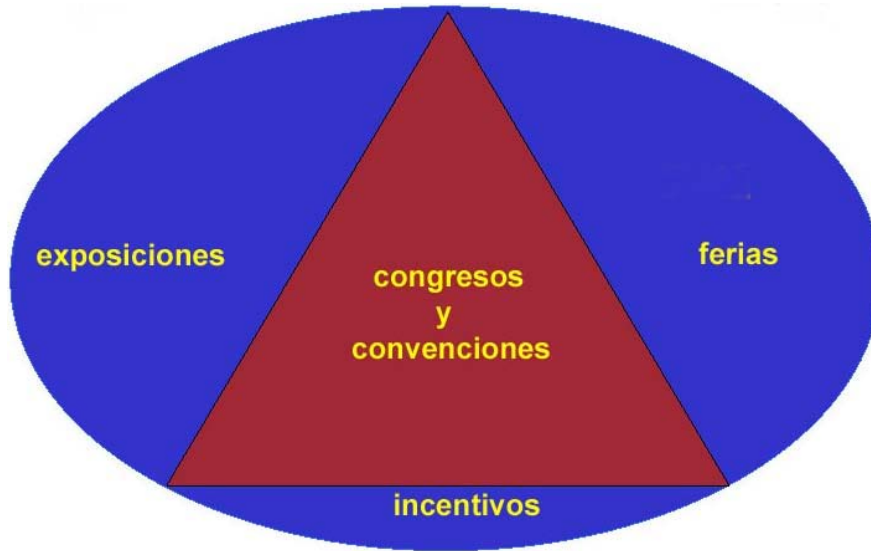 exposiciones
ferias
congresos
y
convenciones
incentivos